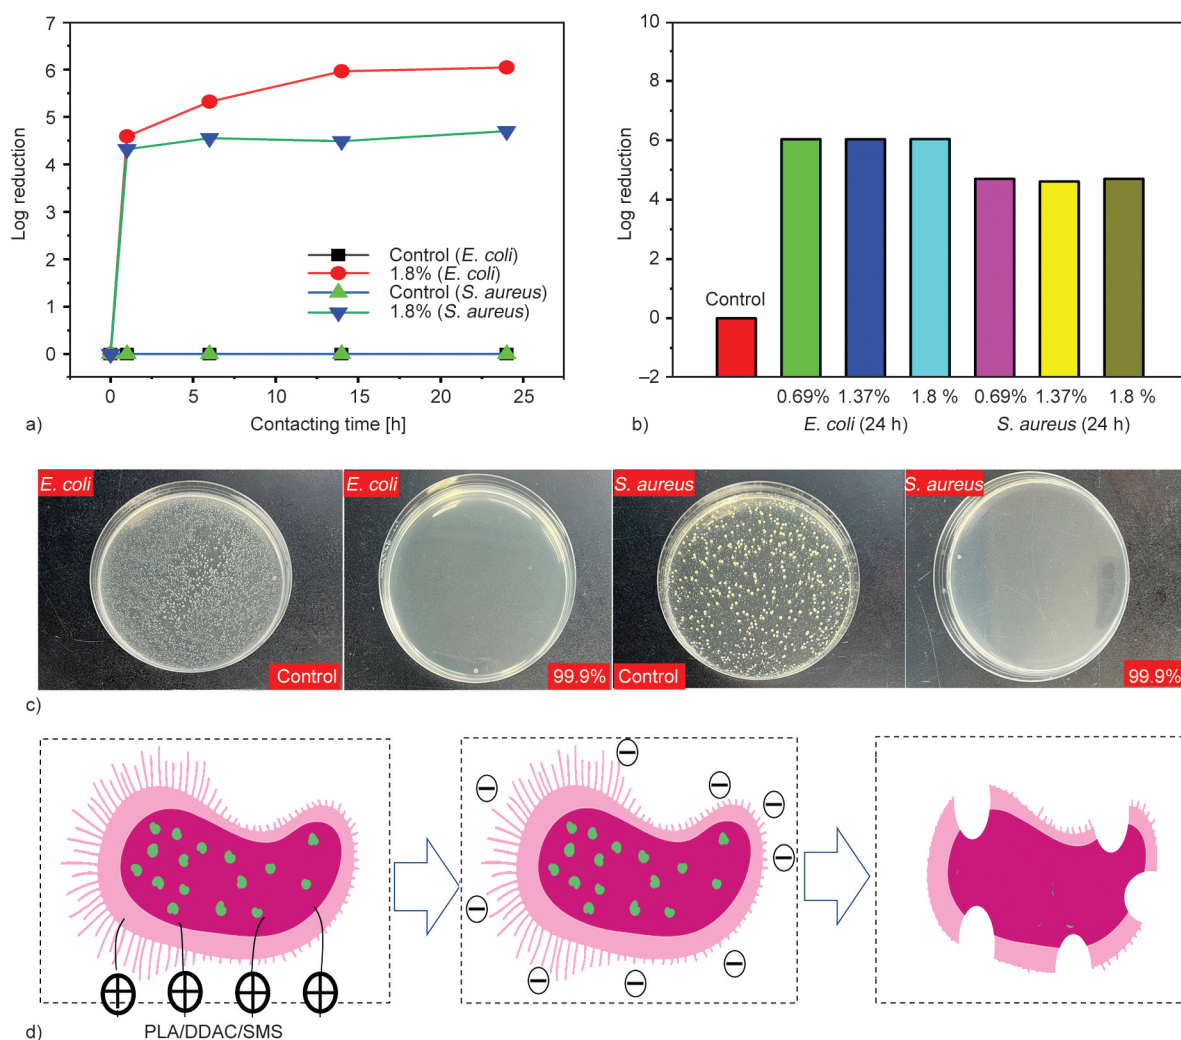 7
6
5
4
3
2
1
0
Log reduction
Control (E. coli)
1.8% (E. coli)
Control (S. aureus)
1.8% (S. aureus)
0 5 10 15 20 25
Contacting time [h]
a)
10
8
6
4
2
0
–2
Log reduction
Control
0.69% 1.37% 1.8 % 0.69% 1.37% 1.8 %
E. coli (24 h) S. aureus (24 h)
b)
E. coli
Control
E. coli
99.9%
S. aureus
Control
S. aureus
99.9%
c)
PLA/DDAC/SMS
d)